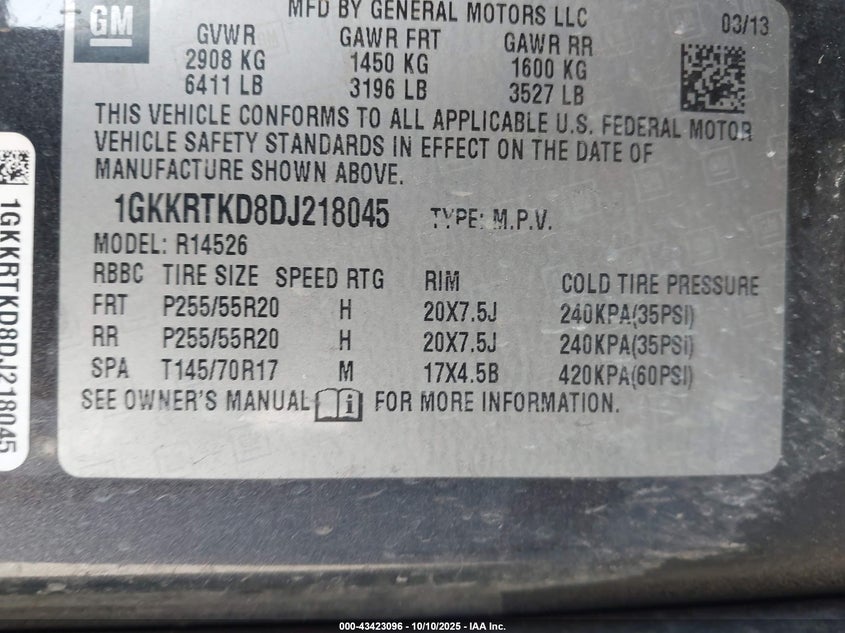 MFD BY GENERAL MOTORS LLC
03/13
GM
GVWR GAWR FRT GAWR RR
2908 KG 1450 KG 1600 KG
6411 LB 3196 LB 3527 LB
THIS VEHICLE CONFORMS TO ALL APPLICABLE U.S. FEDERAL MOTOR
VEHICLE SAFETY STANDARDS IN EFFECT ON THE DATE OF
MANUFACTURE SHOWN ABOVE.
1GKKRTKD8DJ218045 TYPE: M.P.V.
MODEL: R14526
RBBC TIRE SIZE SPEED RTG RIM COLD TIRE PRESSURE
FRT P255/55R20 H 20X7.5J 240KPA(35PSI)
RR P255/55R20 H 20X7.5J 240KPA(35PSI)
SPA T145/70R17 M 17X4.5B 420KPA(60PSI)
SEE OWNER'S MANUAL i FOR MORE INFORMATION.
1GKKRTKD8DJ218045
000-43423096 - 10/10/2025 - IAA Inc.